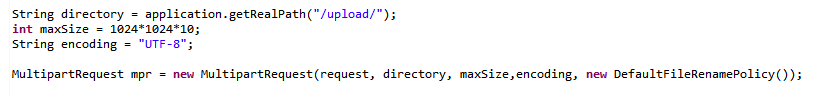 String directory = application.getRealPath("/upload/");
int maxSize = 1024*1024*10;
String encoding = "UTF-8";
MultipartRequest mpr = new MultipartRequest(request, directory, maxSize,encoding, new DefaultFileRenamePolicy());